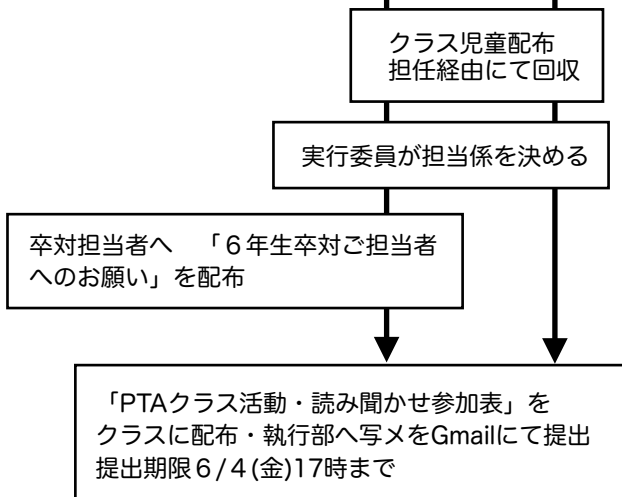 クラス児童配布
担任経由にて回収
実行委員が担当係を決める
卒対担当者へ　「６年生卒対ご担当者
へのお願い」を配布
「PTAクラス活動・読み聞かせ参加表」を
クラスに配布・執行部へ写メをGmailにて提出
提出期限６/４(金)17時まで